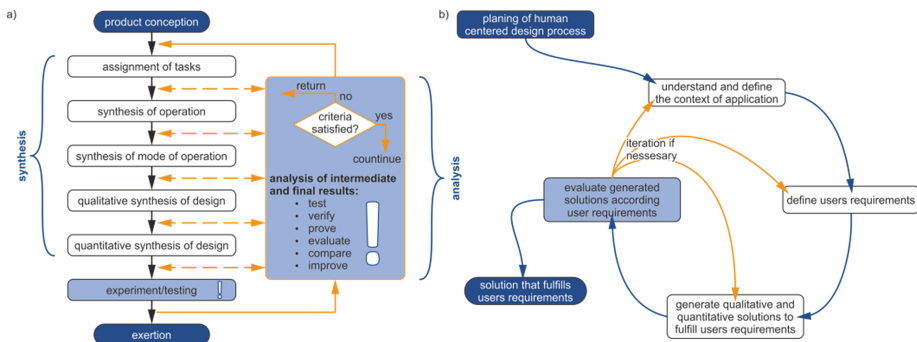 a)
product conception
assignment of tasks
synthesis of operation
synthesis of mode of operation
qualitative synthesis of design
quantitative synthesis of design
experiment/testing !
exertion
synthesis
return
no
criteria
satisfied?
yes
countinue
analysis of intermediate
and final results:
• test
• verify
• prove
• evaluate
• compare
• improve
!
analysis
b)
planing of human
centered design process
understand and define
the context of application
iteration if
nessesary
evaluate generated
solutions according
user requirements
define users requirements
solution that fulfills
users requirements
generate qualitative and
quantitative solutions to
fulfill users requirements